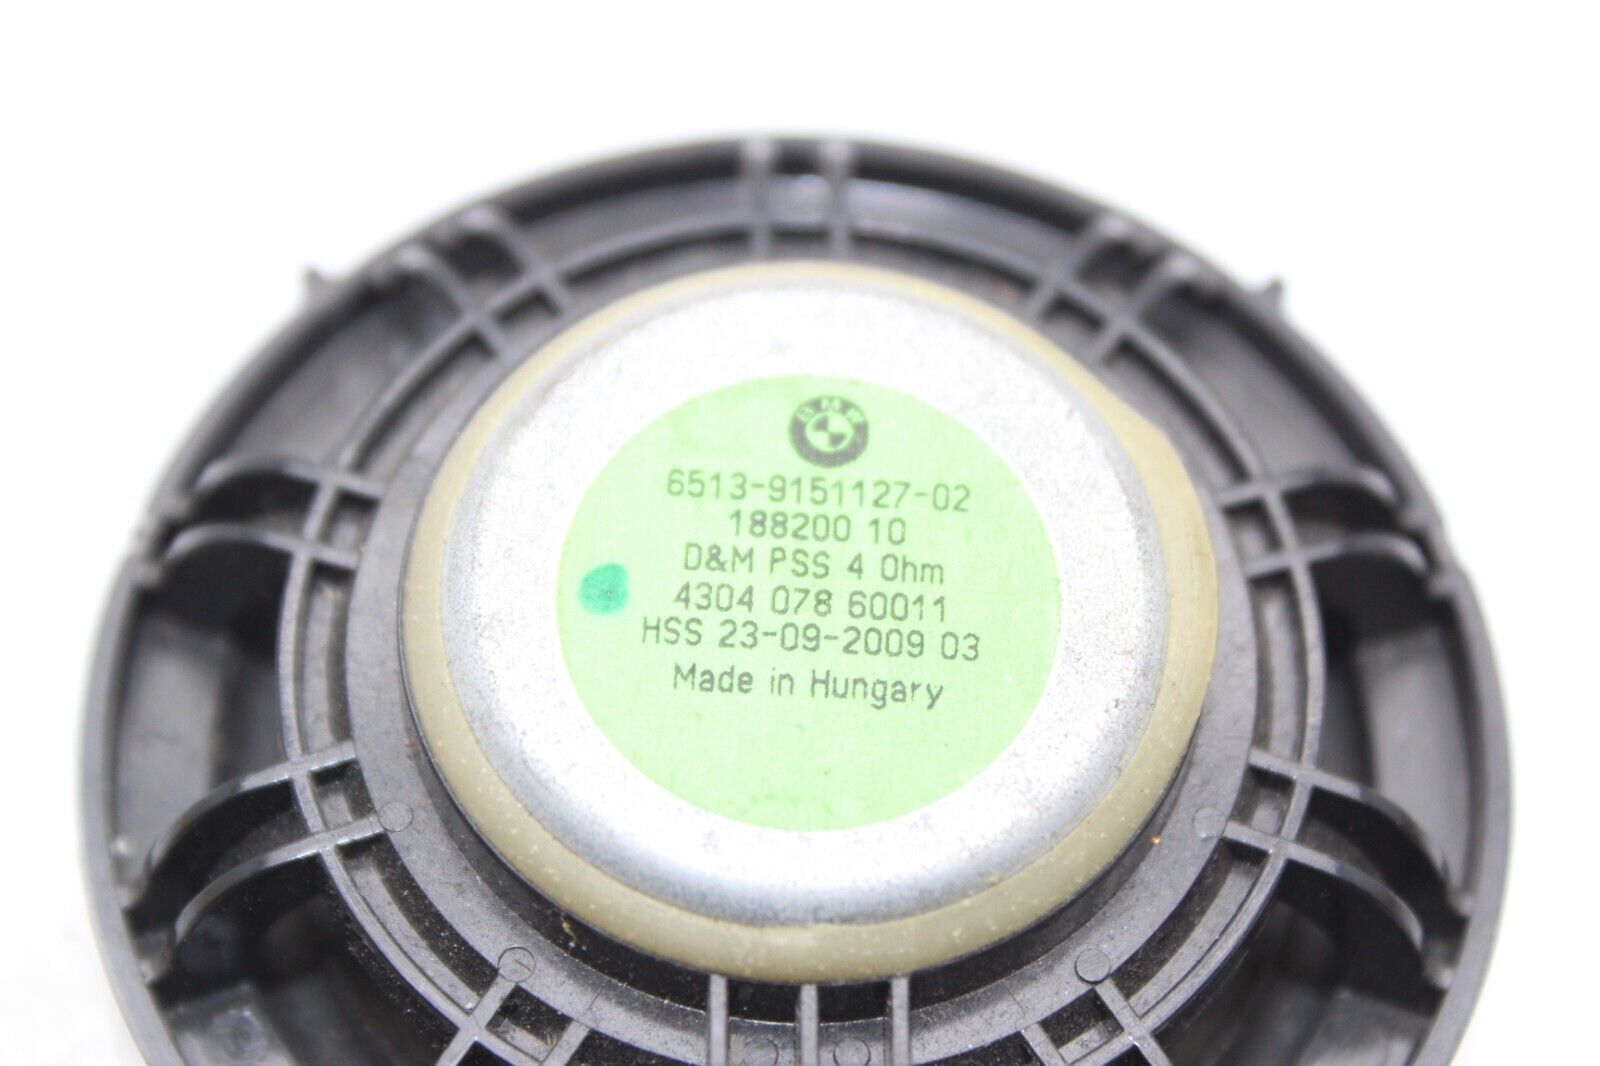 BMW
6513-9151127-02
188200 10
D&M PSS 4 Ohm
4304 078 60011
HSS 23-09-2009 03
Made in Hungary